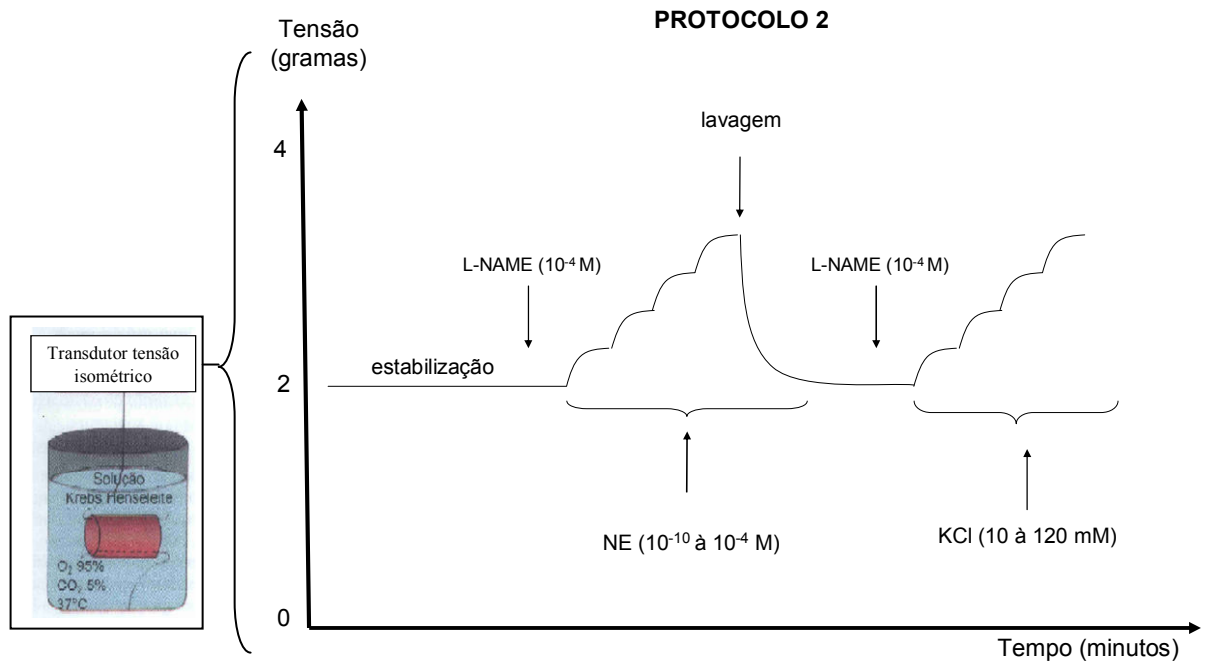 PROTOCOLO 2
Tensão
(gramas)
4
2
0
lavagem
L-NAME (10⁻⁴ M)
L-NAME (10⁻⁴ M)
estabilização
NE (10⁻¹⁰ à 10⁻⁴ M)
KCl (10 à 120 mM)
Tempo (minutos)
Transdutor tensão
isométrico
Solução
Krebs Henseleite
O₂ 95%
CO₂ 5%
37°C